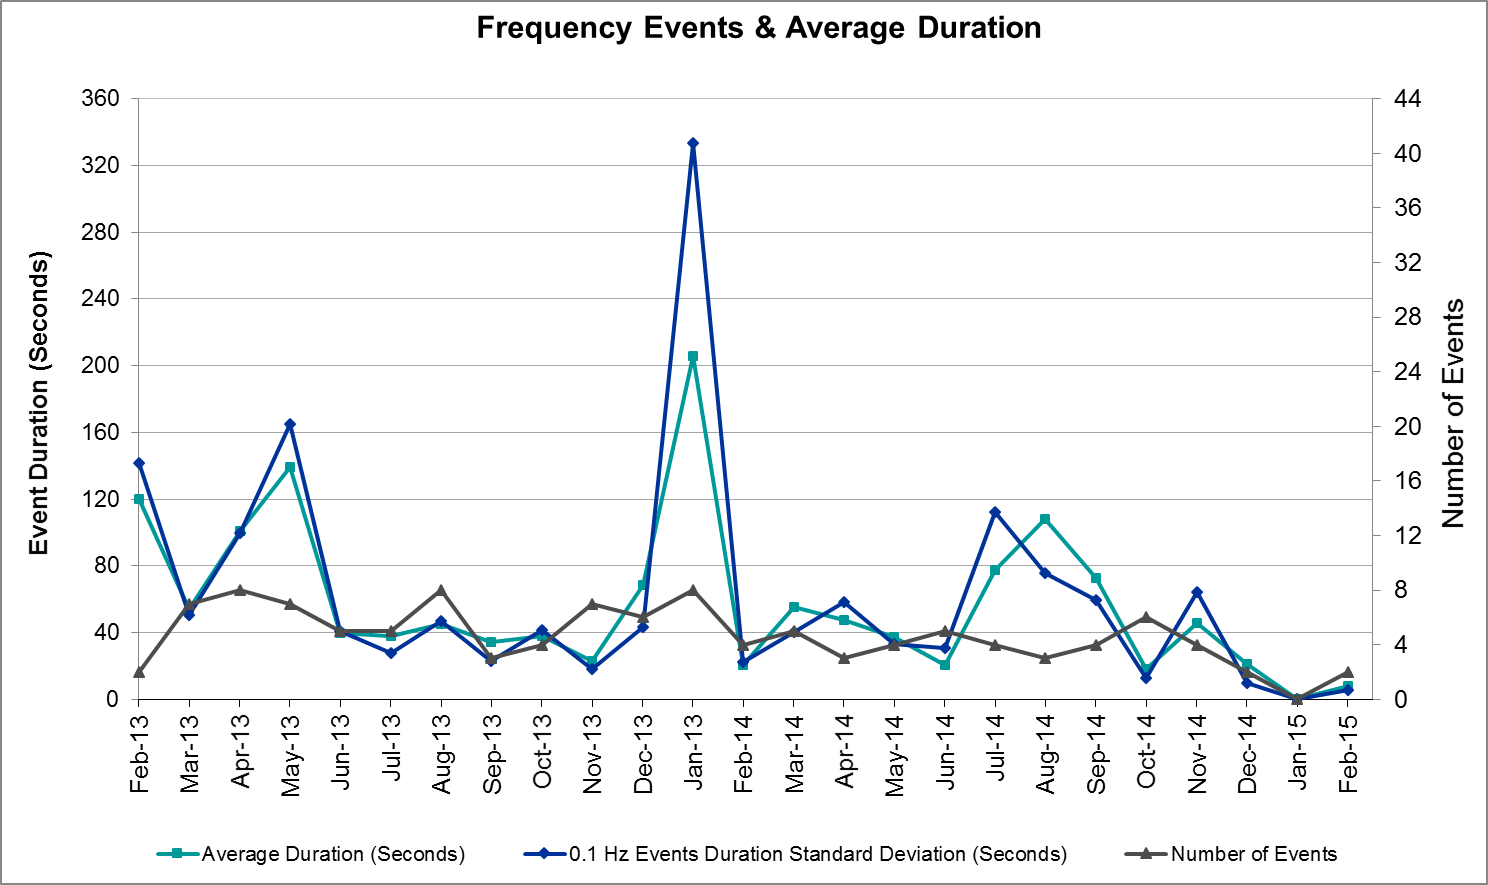 Frequency Events & Average Duration
Event Duration (Seconds)
360
320
280
240
200
160
120
80
40
0
44
40
36
32
28
24
20
16
12
8
4
0
Number of Events
Feb-13
Mar-13
Apr-13
May-13
Jun-13
Jul-13
Aug-13
Sep-13
Oct-13
Nov-13
Dec-13
Jan-13
Feb-14
Mar-14
Apr-14
May-14
Jun-14
Jul-14
Aug-14
Sep-14
Oct-14
Nov-14
Dec-14
Jan-15
Feb-15
Average Duration (Seconds)
0.1 Hz Events Duration Standard Deviation (Seconds)
Number of Events